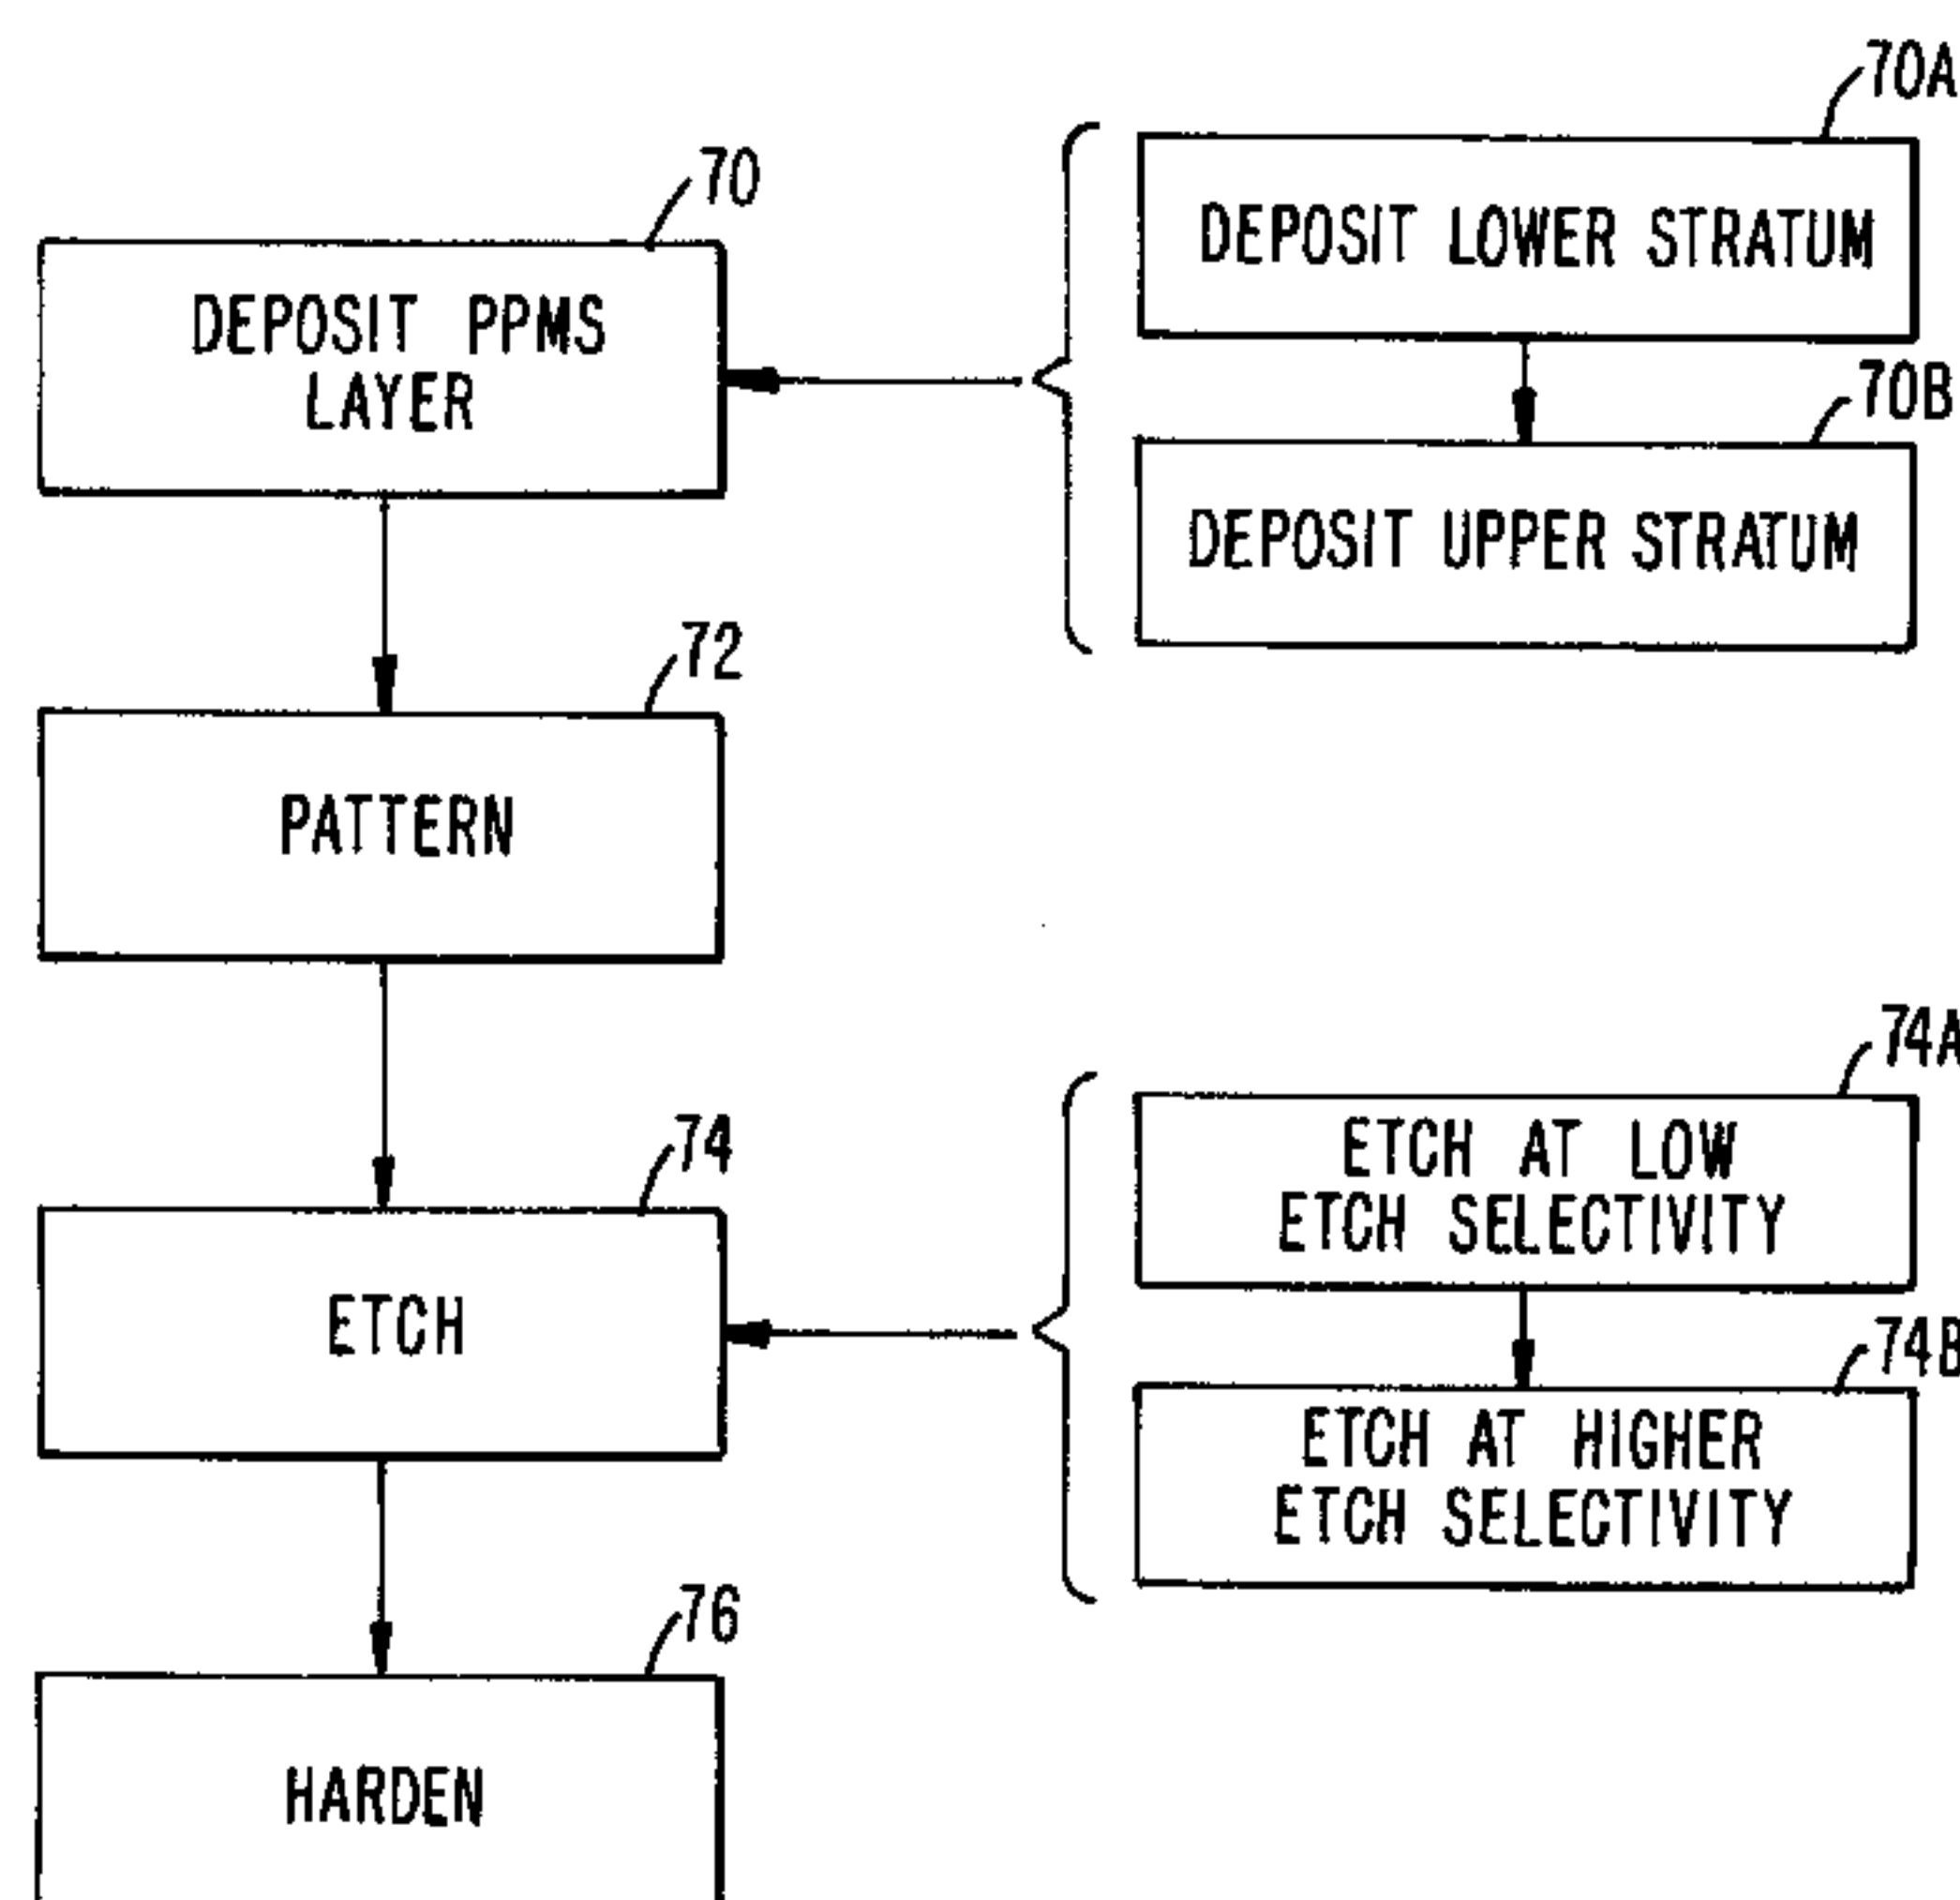 70
DEPOSIT PPMS
LAYER
70A
DEPOSIT LOWER STRATUM
70B
DEPOSIT UPPER STRATUM
72
PATTERN
74
ETCH
74A
ETCH AT LOW
ETCH SELECTIVITY
74B
ETCH AT HIGHER
ETCH SELECTIVITY
76
HARDEN